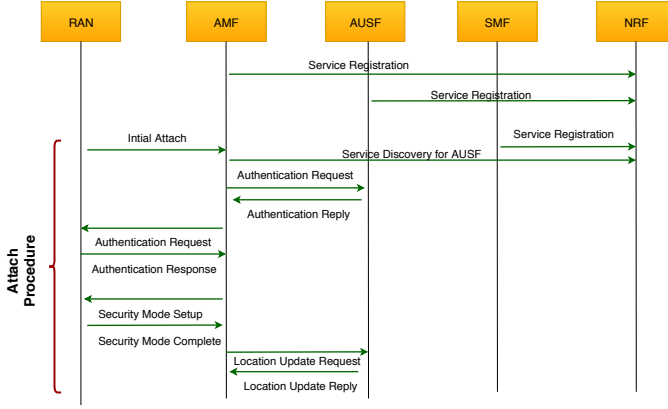 RAN
AMF
AUSF
SMF
NRF
Service Registration
Service Registration
Service Registration
Intial Attach
Service Discovery for AUSF
Authentication Request
Authentication Reply
Authentication Request
Authentication Response
Security Mode Setup
Security Mode Complete
Location Update Request
Location Update Reply
Attach
Procedure